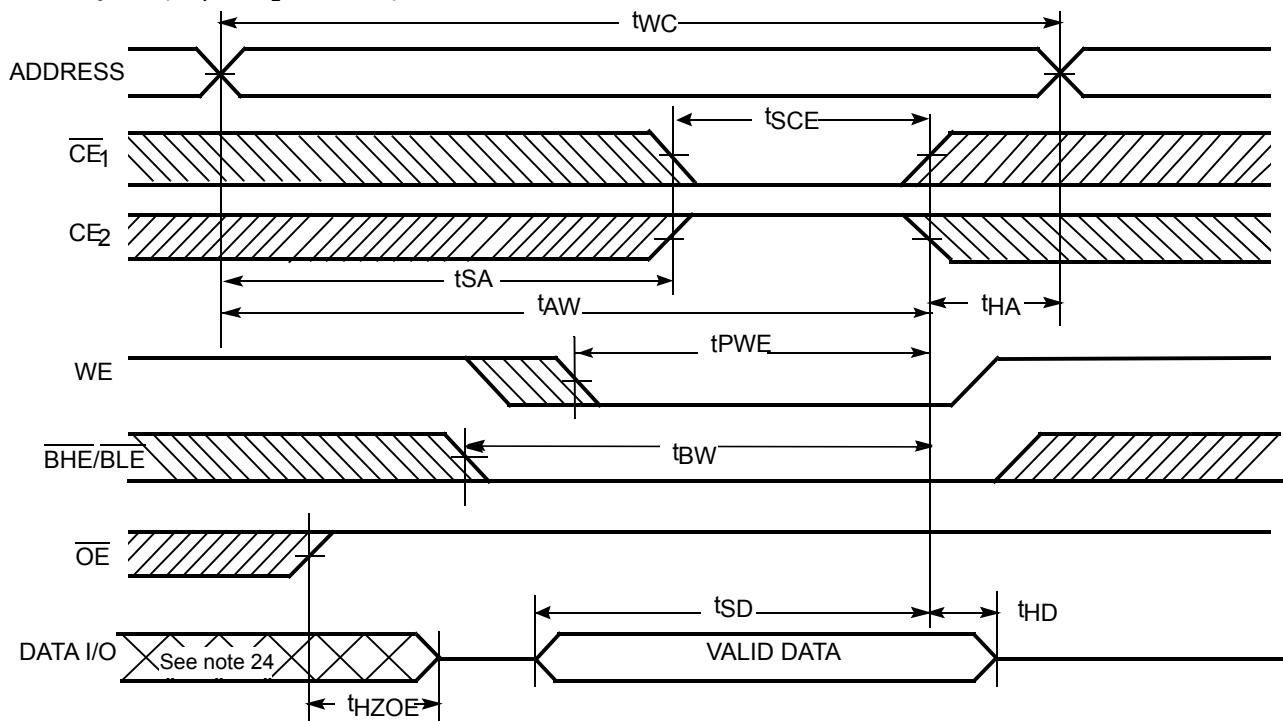 tWC
ADDRESS
tSCE
CE1
CE2
tSA
tAW
tHA
tPWE
WE
BHE/BLE
tBW
OE
tSD
tHD
DATA I/O
See note 24
VALID DATA
tHZOE